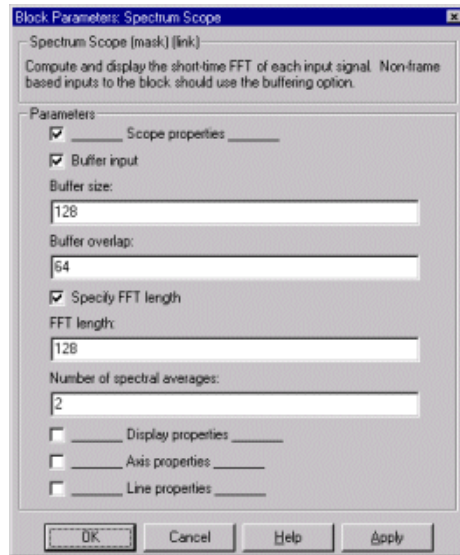 Block Parameters: Spectrum Scope
Spectrum Scope (mask) (link)
Compute and display the short-time FFT of each input signal. Non-frame
based inputs to the block should use the buffering option.
Parameters
_______ Scope properties _______
Buffer input
Buffer size:
128
Buffer overlap:
64
Specify FFT length
FFT length:
128
Number of spectral averages:
2
_______ Display properties _______
_______ Axis properties _______
_______ Line properties _______
OK Cancel Help Apply